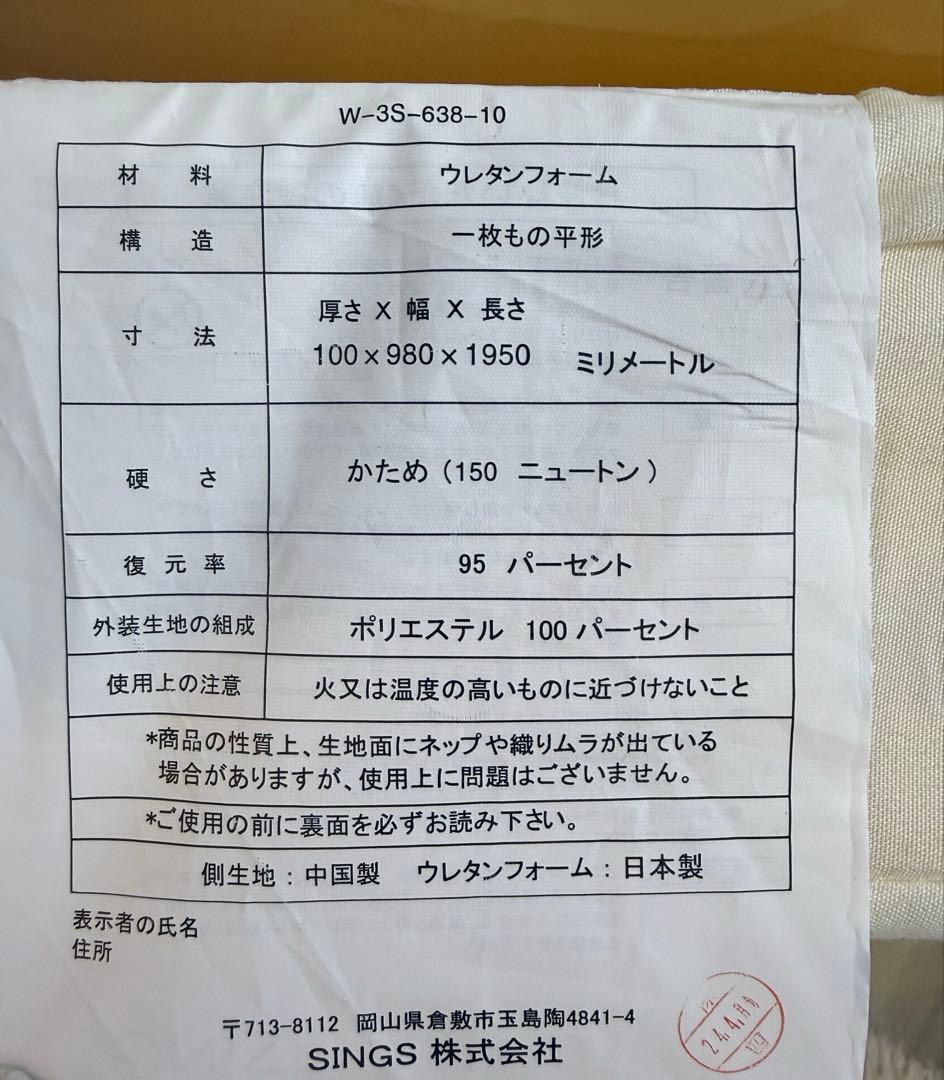 W-3S-638-10
材 料 ウレタンフォーム
構 造 一枚もの平形
寸 法 厚さ X 幅 X 長さ
100×980×1950 ミリメートル
硬 さ かため（150 ニュートン）
復 元 率 95 パーセント
外装生地の組成 ポリエステル 100 パーセント
使用上の注意 火又は温度の高いものに近づけないこと
*商品の性質上、生地面にネップや織りムラが出ている
場合がありますが、使用上に問題はございません。
*ご使用の前に裏面を必ずお読み下さい。
側生地：中国製 ウレタンフォーム：日本製
表示者の氏名
住所
〒713-8112 岡山県倉敷市玉島陶4841-4
SINGS 株式会社
24.4.